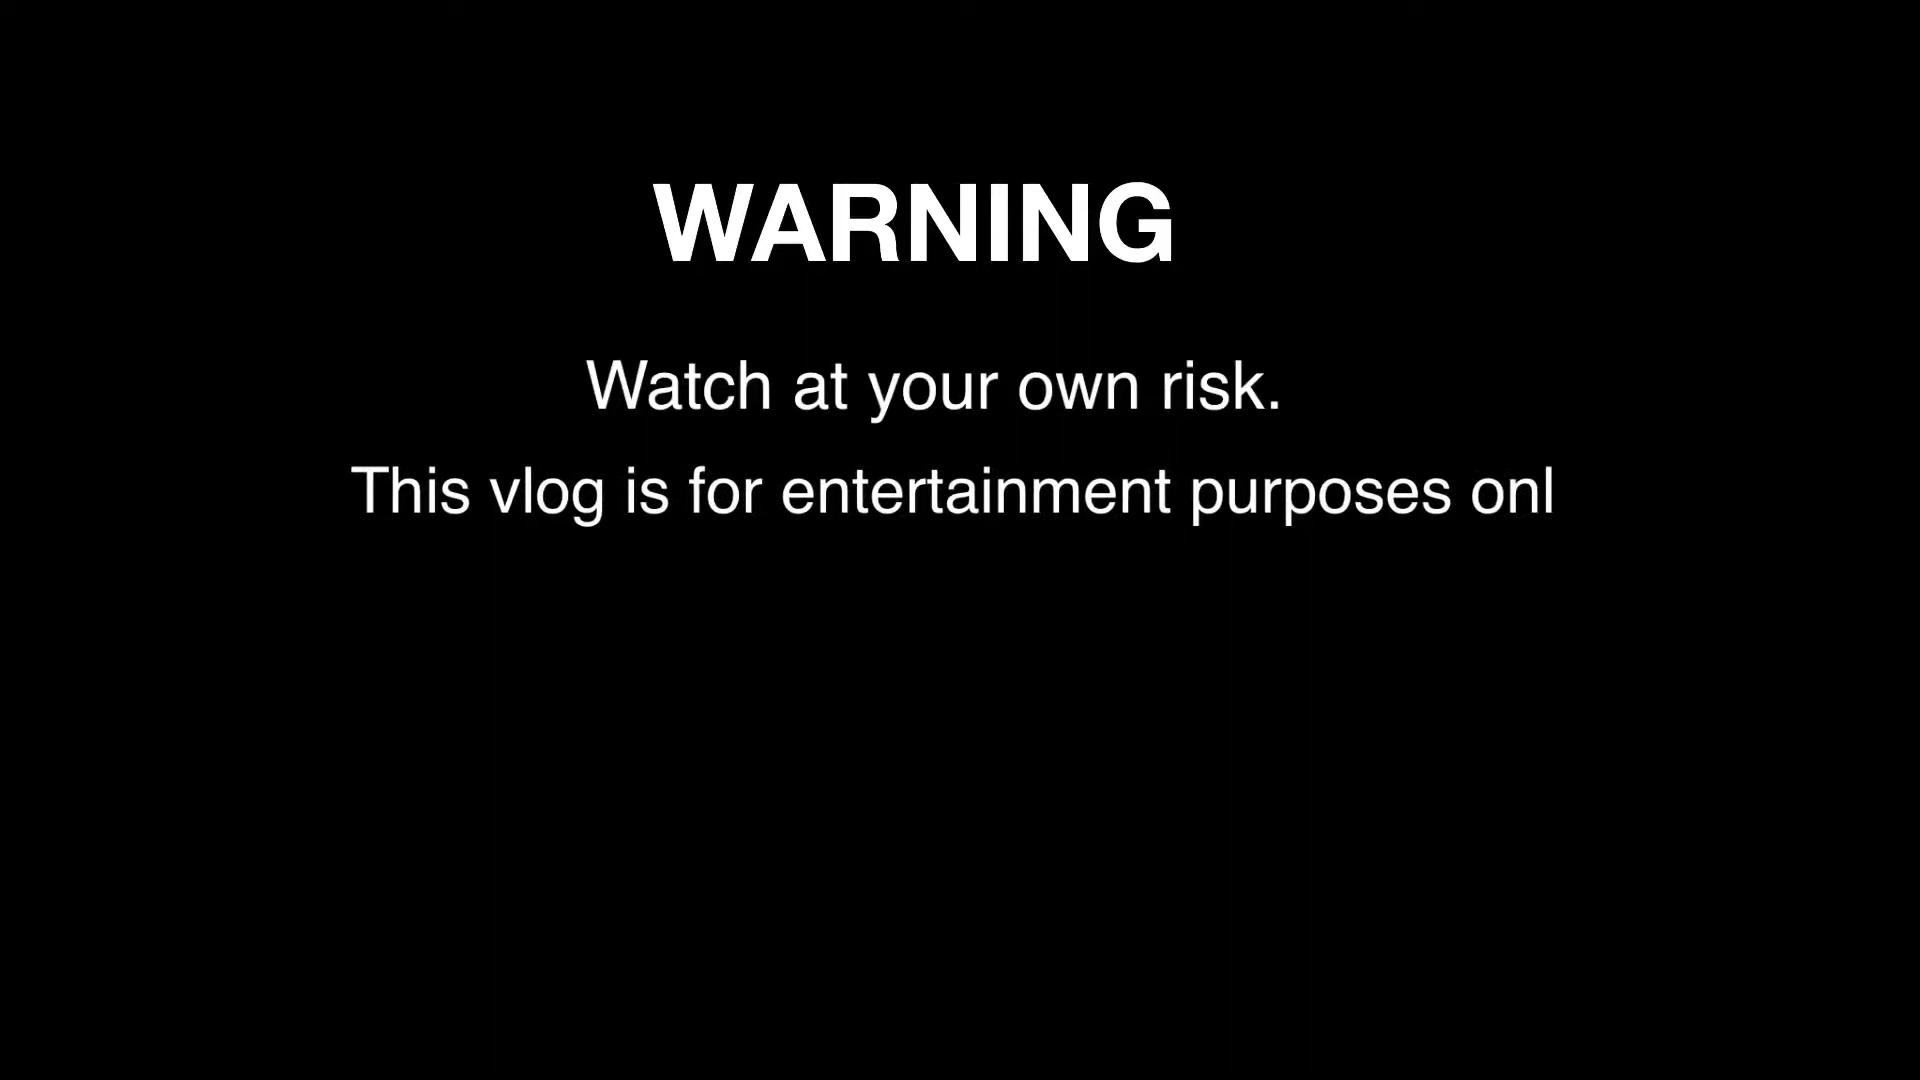 WARNING
Watch at your own risk.
This vlog is for entertainment purposes onl